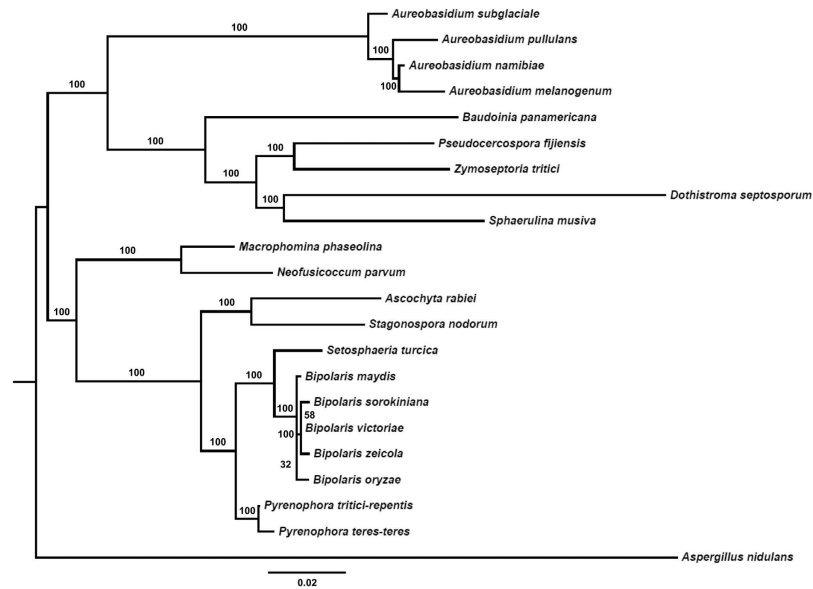 Aureobasidium subglaciale
100
Aureobasidium pullulans
100
Aureobasidium namibiae
100
100
Aureobasidium melanogenum
Baudoinia panamericana
100
Pseudocercospora fijiensis
100
Zymoseptoria tritici
100
Dothistroma septosporum
100
Sphaerulina musiva
Macrophomina phaseolina
100
Neofusicoccum parvum
Ascochyta rabiei
100
100
Stagonospora nodorum
Setosphaeria turcica
100
100
Bipolaris maydis
Bipolaris sorokiniana
100
58
Bipolaris victoriae
100
100
Bipolaris zeicola
32
Bipolaris oryzae
Pyrenophora tritici-repentis
100
Pyrenophora teres-teres
Aspergillus nidulans
0.02